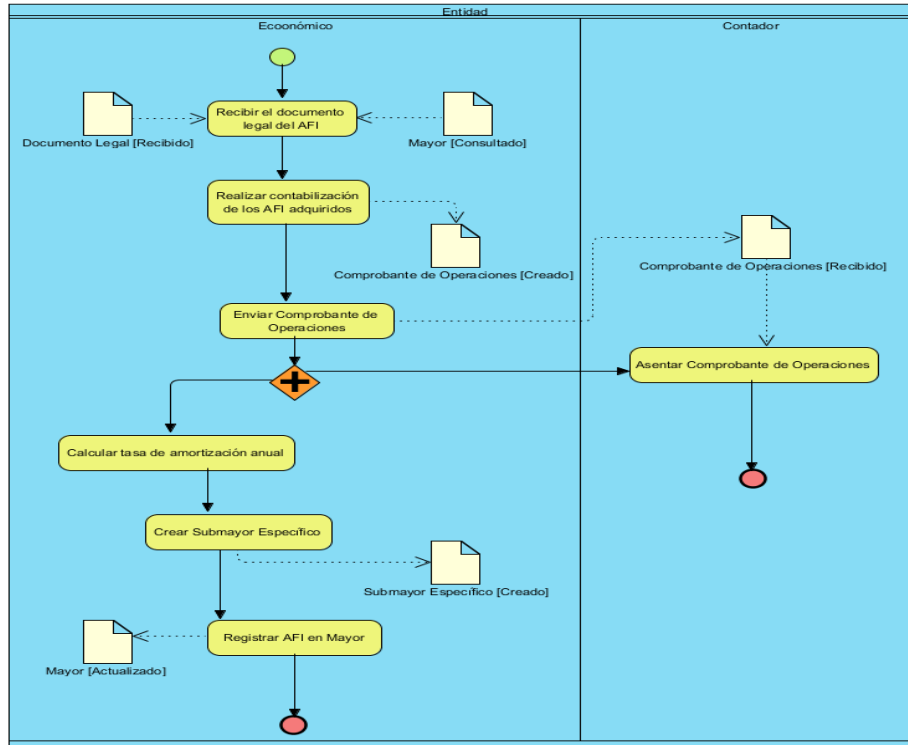 Entidad
Ecoonómico
Contador
Recibir el documento
legal del AFI
Documento Legal [Recibido]
Mayor [Consultado]
Realizar contabilización
de los AFI adquiridos
Comprobante de Operaciones [Creado]
Comprobante de Operaciones [Recibido]
Enviar Comprobante de
Operaciones
Asentar Comprobante de Operaciones
Calcular tasa de amortización anual
Crear Submayor Específico
Submayor Específico [Creado]
Registrar AFI en Mayor
Mayor [Actualizado]